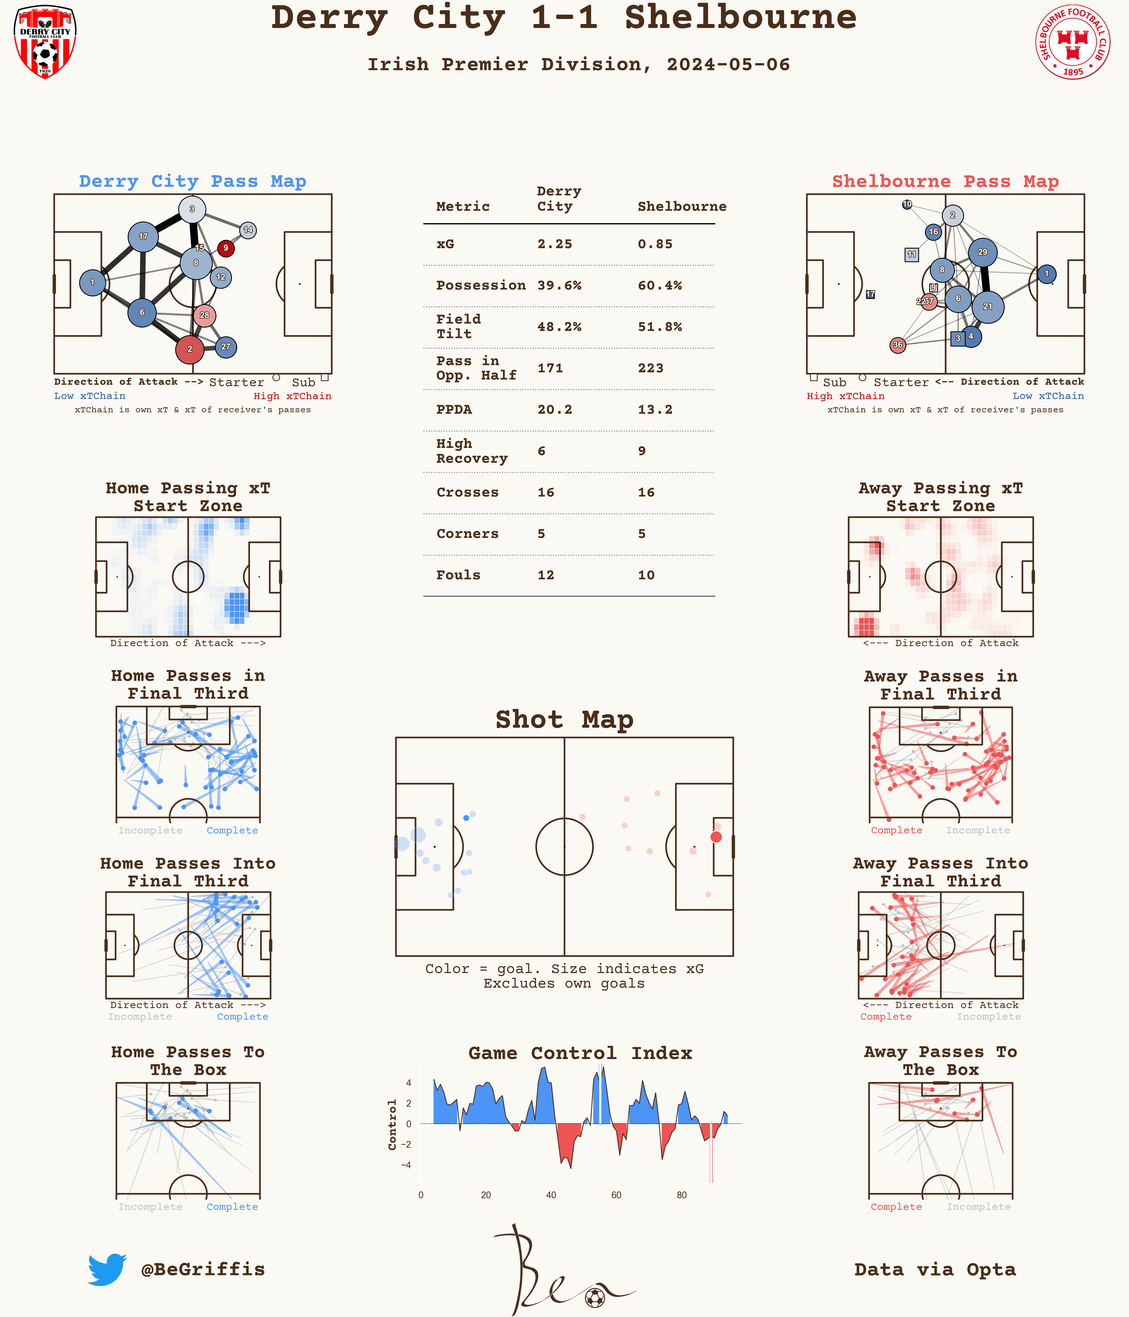 Derry City 1-1 Shelbourne
Irish Premier Division, 2024-05-06
DERRY CITY
FOOTBALL CLUB
1928
SHELBOURNE FOOTBALL CLUB
1895
Derry City Pass Map
3
14
17
15
9
8
12
1
6
28
2
27
Direction of Attack --> Starter Sub
Low xTChain High xTChain
xTChain is own xT & xT of receiver's passes
Metric Derry City Shelbourne
xG 2.25 0.85
Possession 39.6% 60.4%
Field Tilt 48.2% 51.8%
Pass in Opp. Half 171 223
PPDA 20.2 13.2
High Recovery 6 9
Crosses 16 16
Corners 5 5
Fouls 12 10
Shelbourne Pass Map
10
2
16
11
29
8
1
9
17
6
21
3
4
36
Sub Starter <-- Direction of Attack
High xTChain Low xTChain
xTChain is own xT & xT of receiver's passes
Home Passing xT
Start Zone
Direction of Attack --->
Away Passing xT
Start Zone
<--- Direction of Attack
Home Passes in
Final Third
Incomplete Complete
Away Passes in
Final Third
Complete Incomplete
Shot Map
Color = goal. Size indicates xG
Excludes own goals
Home Passes Into
Final Third
Direction of Attack --->
Incomplete Complete
Away Passes Into
Final Third
<--- Direction of Attack
Complete Incomplete
Home Passes To
The Box
Incomplete Complete
Game Control Index
Control
4
2
0
−2
−4
0 20 40 60 80
Away Passes To
The Box
Complete Incomplete
@BeGriffis
Ben
Data via Opta